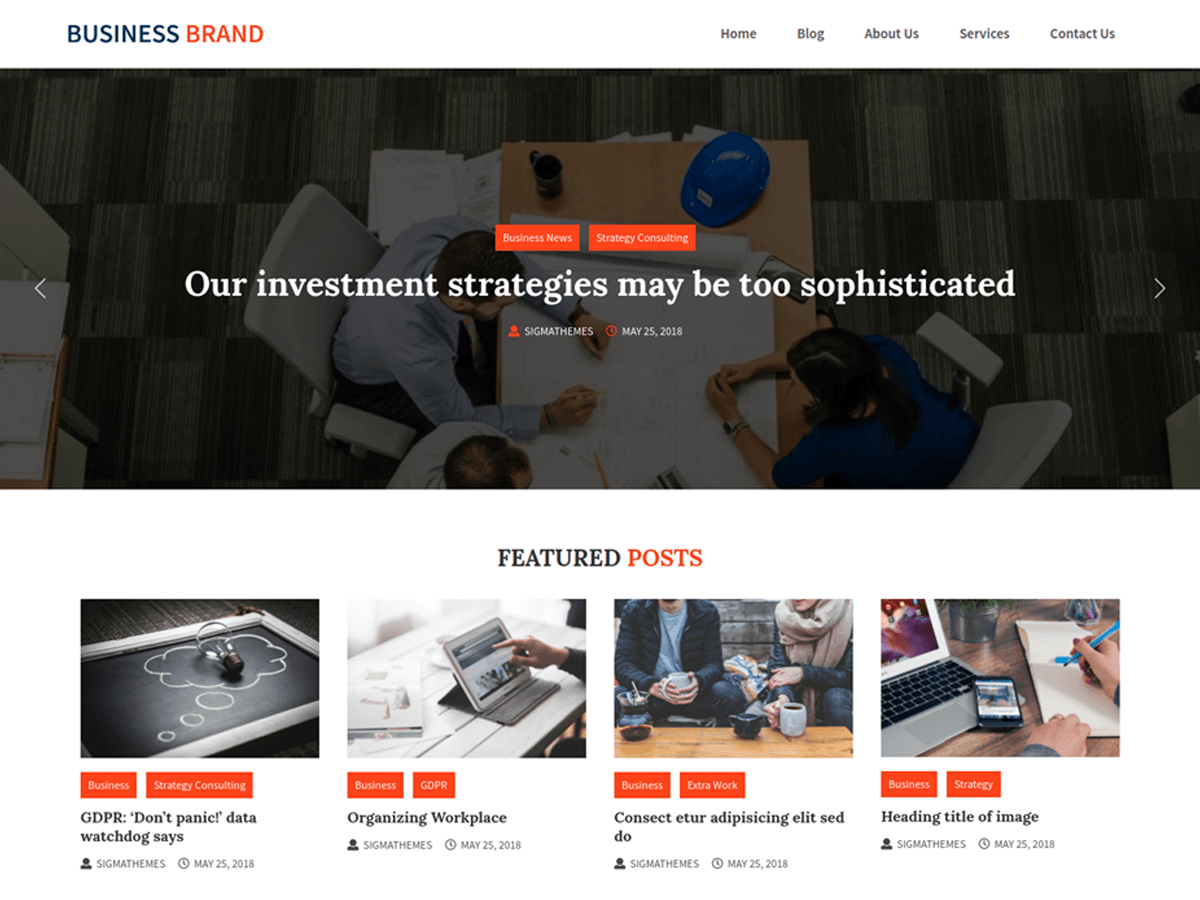 BUSINESS BRAND
Home Blog About Us Services Contact Us
Business News Strategy Consulting
Our investment strategies may be too sophisticated
SIGMATHEMES MAY 25, 2018
FEATURED POSTS
Business Strategy Consulting
GDPR: ‘Don’t panic!’ data
watchdog says
SIGMATHEMES MAY 25, 2018
Business GDPR
Organizing Workplace
SIGMATHEMES MAY 25, 2018
Business Extra Work
Consect etur adipisicing elit sed
do
SIGMATHEMES MAY 25, 2018
Business Strategy
Heading title of image
SIGMATHEMES MAY 25, 2018